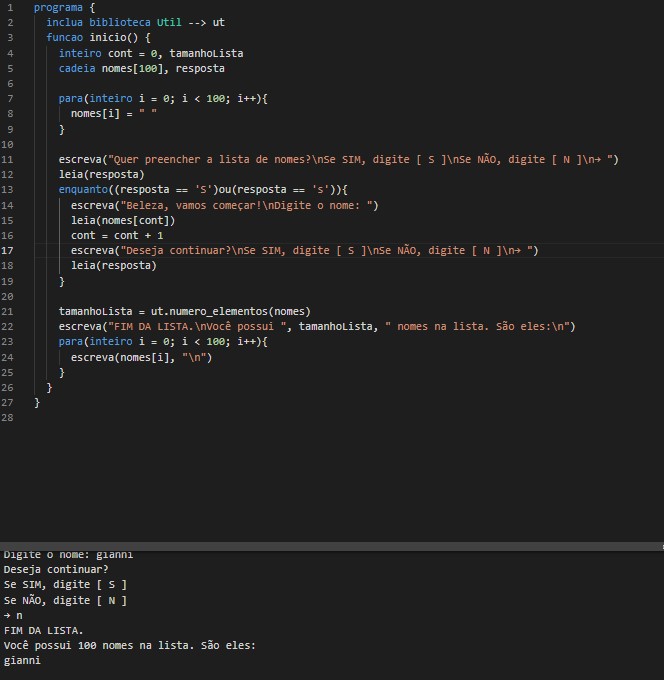 1 programa {
2 inclua biblioteca Util --> ut
3 funcao inicio() {
4 inteiro cont = 0, tamanhoLista
5 cadeia nomes[100], resposta
6
7 para(inteiro i = 0; i < 100; i++){
8 nomes[i] = " "
9 }
10
11 escreva("Quer preencher a lista de nomes?\nSe SIM, digite [ S ]\nSe NÃO, digite [ N ]\n→ ")
12 leia(resposta)
13 enquanto((resposta == 'S')ou(resposta == 's')){
14 escreva("Beleza, vamos começar!\nDigite o nome: ")
15 leia(nomes[cont])
16 cont = cont + 1
17 escreva("Deseja continuar?\nSe SIM, digite [ S ]\nSe NÃO, digite [ N ]\n→ ")
18 leia(resposta)
19 }
20
21 tamanhoLista = ut.numero_elementos(nomes)
22 escreva("FIM DA LISTA.\nVocê possui ", tamanhoLista, " nomes na lista. São eles:\n")
23 para(inteiro i = 0; i < 100; i++){
24 escreva(nomes[i], "\n")
25 }
26 }
27 }
28
Digite o nome: gianni
Deseja continuar?
Se SIM, digite [ S ]
Se NÃO, digite [ N ]
→ n
FIM DA LISTA.
Você possui 100 nomes na lista. São eles:
gianni